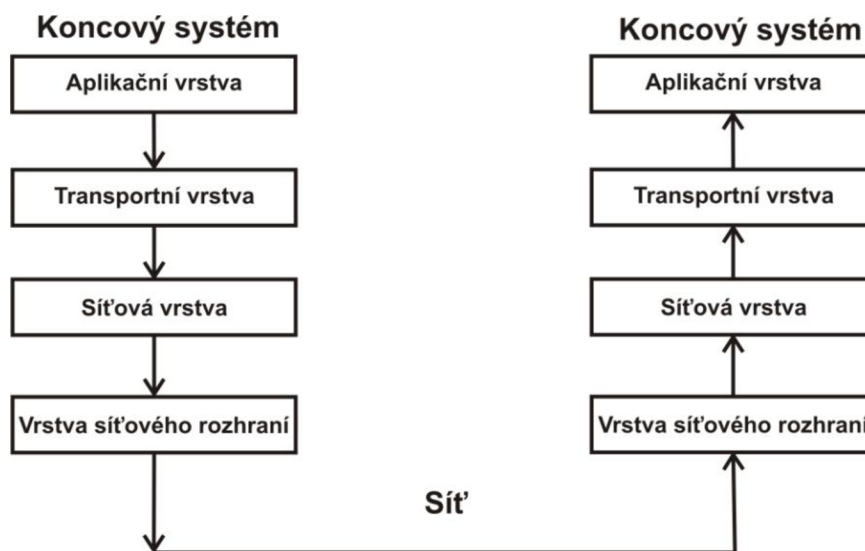 Koncový systém
Aplikační vrstva
Transportní vrstva
Síťová vrstva
Vrstva síťového rozhraní
Koncový systém
Aplikační vrstva
Transportní vrstva
Síťová vrstva
Vrstva síťového rozhraní
Síť